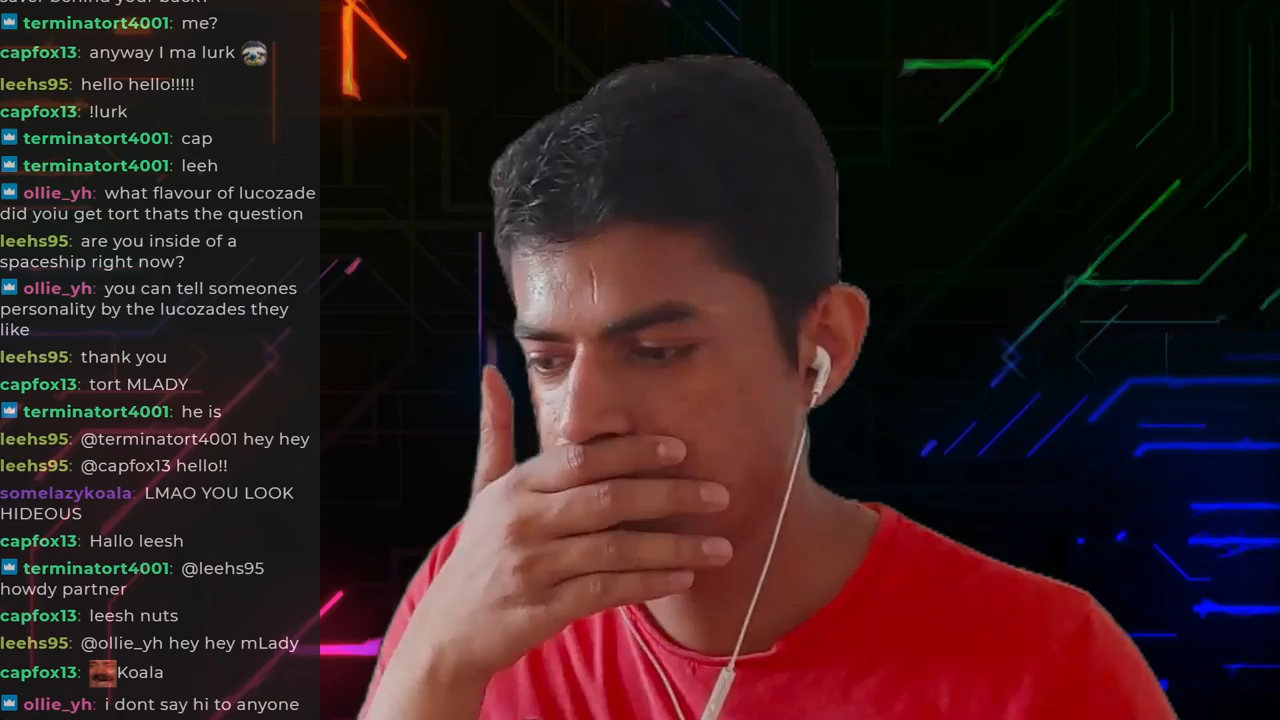 terminatort4001: me?
capfox13: anyway I ma lurk
leehs95: hello hello!!!!!
capfox13: !lurk
terminatort4001: cap
terminatort4001: leeh
ollie_yh: what flavour of lucozade
did yoiu get tort thats the question
leehs95: are you inside of a
spaceship right now?
ollie_yh: you can tell someones
personality by the lucozades they
like
leehs95: thank you
capfox13: tort MLADY
terminatort4001: he is
leehs95: @terminatort4001 hey hey
leehs95: @capfox13 hello!!
somelazykoala: LMAO YOU LOOK
HIDEOUS
capfox13: Hallo leesh
terminatort4001: @leehs95
howdy partner
capfox13: leesh nuts
leehs95: @ollie_yh hey hey mLady
capfox13: Koala
ollie_yh: i dont say hi to anyone